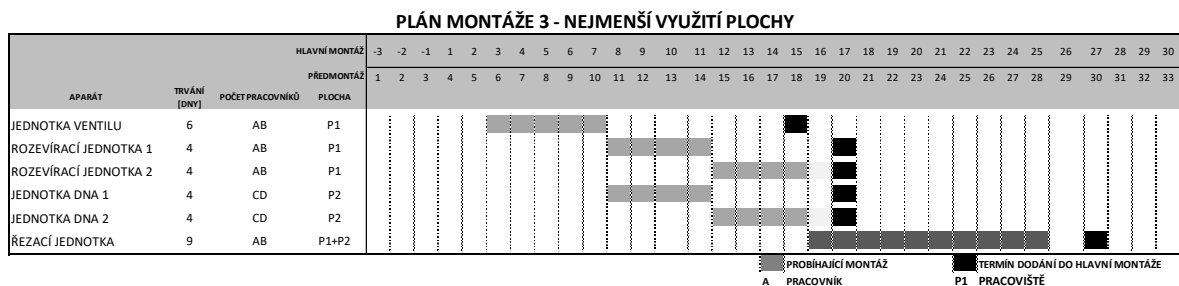 PLÁN MONTÁŽE 3 - NEJMENŠÍ VYUŽITÍ PLOCHY
HLAVNÍ MONTÁŽ -3 -2 -1 1 2 3 4 5 6 7 8 9 10 11 12 13 14 15 16 17 18 19 20 21 22 23 24 25 26 27 28 29 30
PŘEDMONTÁŽ 1 2 3 4 5 6 7 8 9 10 11 12 13 14 15 16 17 18 19 20 21 22 23 24 25 26 27 28 29 30 31 32 33
APARÁT TRVÁNÍ [DNY] POČET PRACOVNÍKŮ PLOCHA
JEDNOTKA VENTILU 6 AB P1
ROZEVÍRACÍ JEDNOTKA 1 4 AB P1
ROZEVÍRACÍ JEDNOTKA 2 4 AB P1
JEDNOTKA DNA 1 4 CD P2
JEDNOTKA DNA 2 4 CD P2
ŘEZACÍ JEDNOTKA 9 AB P1+P2
PROBÍHAJÍCÍ MONTÁŽ TERMÍN DODÁNÍ DO HLAVNÍ MONTÁŽE
A PRACOVNÍK P1 PRACOVIŠTĚ